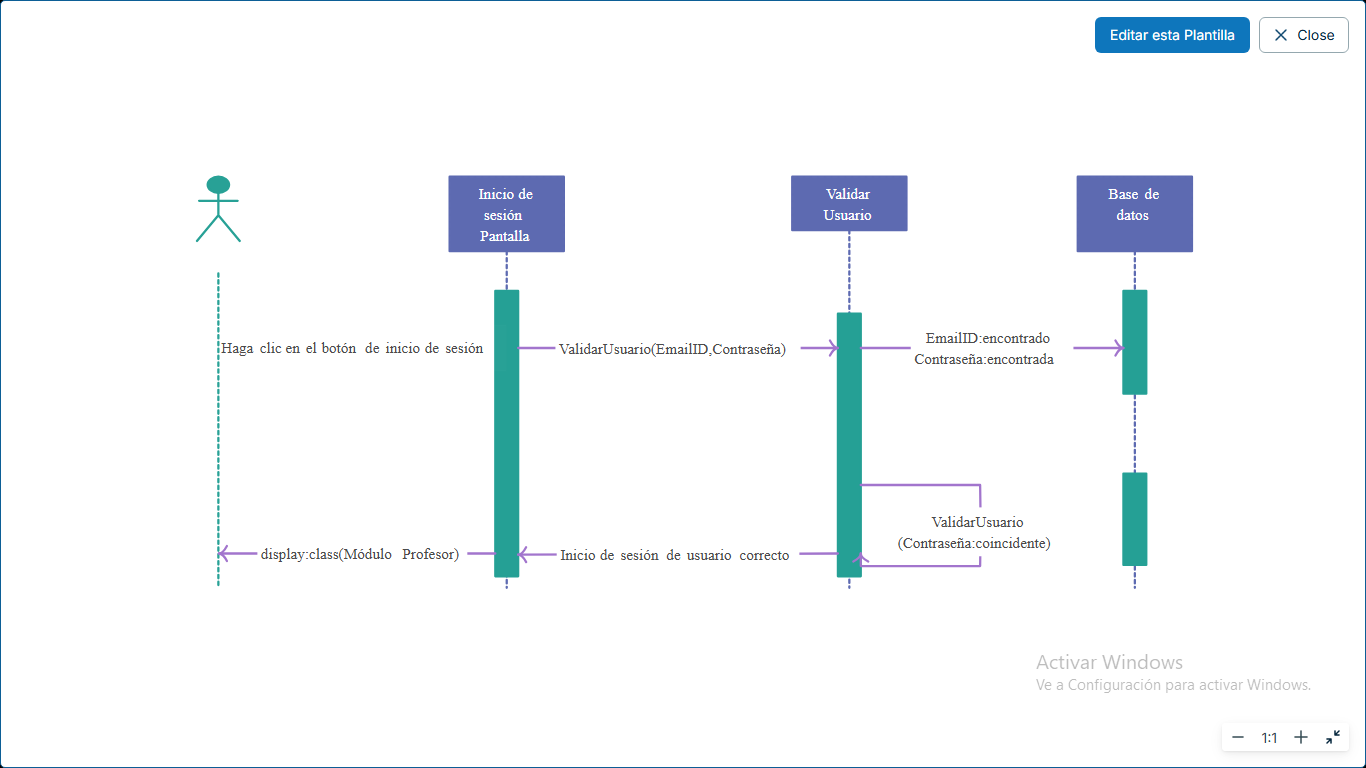 Editar esta Plantilla
Close
Inicio de
sesión
Pantalla
Validar
Usuario
Base de
datos
Haga clic en el botón de inicio de sesión
ValidarUsuario(EmailID,Contraseña)
EmailID:encontrado
Contraseña:encontrada
ValidarUsuario
(Contraseña:coincidente)
display:class(Módulo Profesor)
Inicio de sesión de usuario correcto
Activar Windows
Ve a Configuración para activar Windows.
1:1